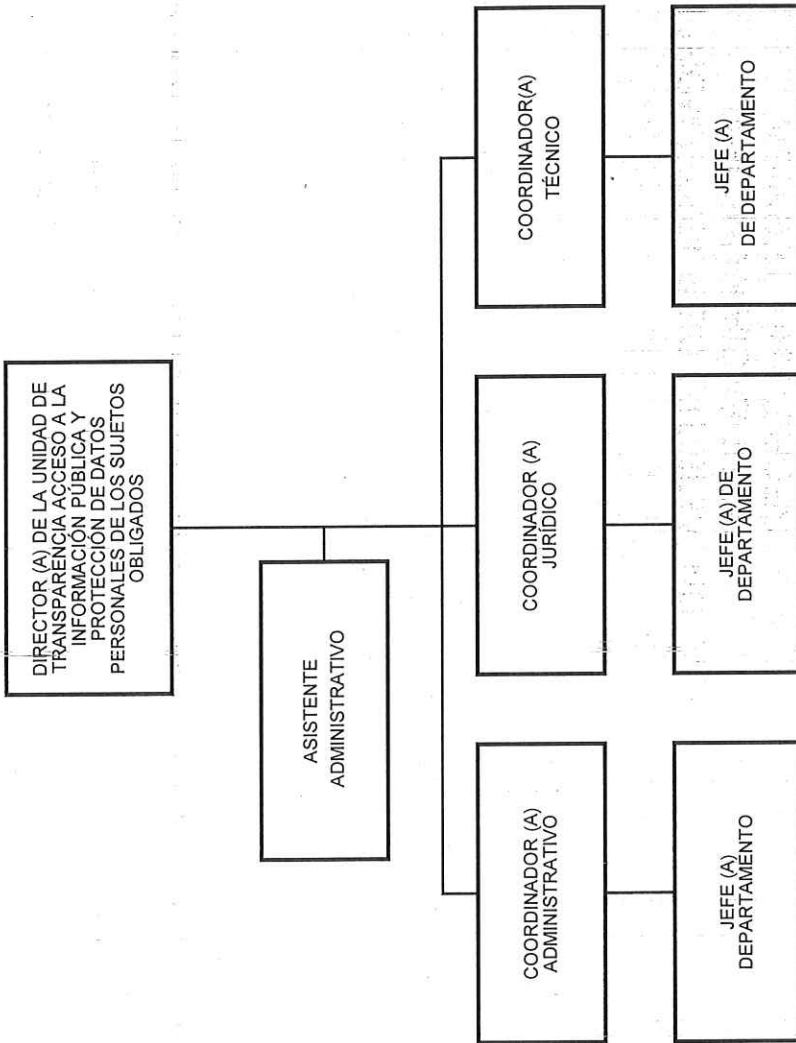 DIRECTOR (A) DE LA UNIDAD DE
TRANSPARENCIA ACCESO A LA
INFORMACIÓN PÚBLICA Y
PROTECCIÓN DE DATOS
PERSONALES DE LOS SUJETOS
OBLIGADOS
ASISTENTE
ADMINISTRATIVO
COORDINADOR (A)
ADMINISTRATIVO
COORDINADOR (A)
JURÍDICO
COORDINADOR(A)
TÉCNICO
JEFE (A)
DEPARTAMENTO
JEFE (A) DE
DEPARTAMENTO
JEFE (A)
DE DEPARTAMENTO